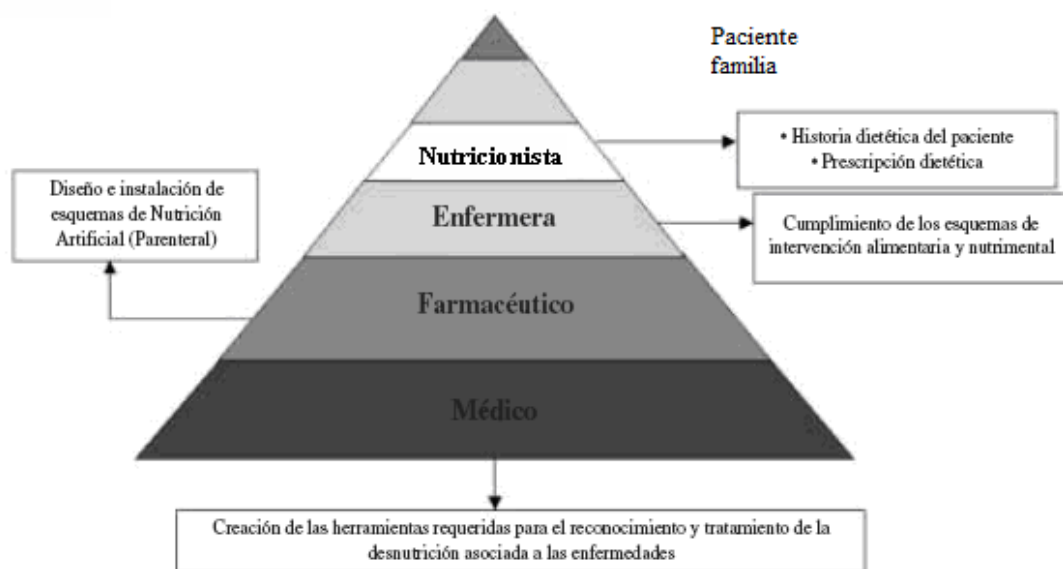 Paciente
familia
• Historia dietética del paciente
• Prescripción dietética
Nutricionista
Diseño e instalación de
esquemas de Nutrición
Artificial (Parenteral)
Enfermera
Cumplimiento de los esquemas de
intervención alimentaria y nutrimental
Farmacéutico
Médico
Creación de las herramientas requeridas para el reconocimiento y tratamiento de la
desnutrición asociada a las enfermedades